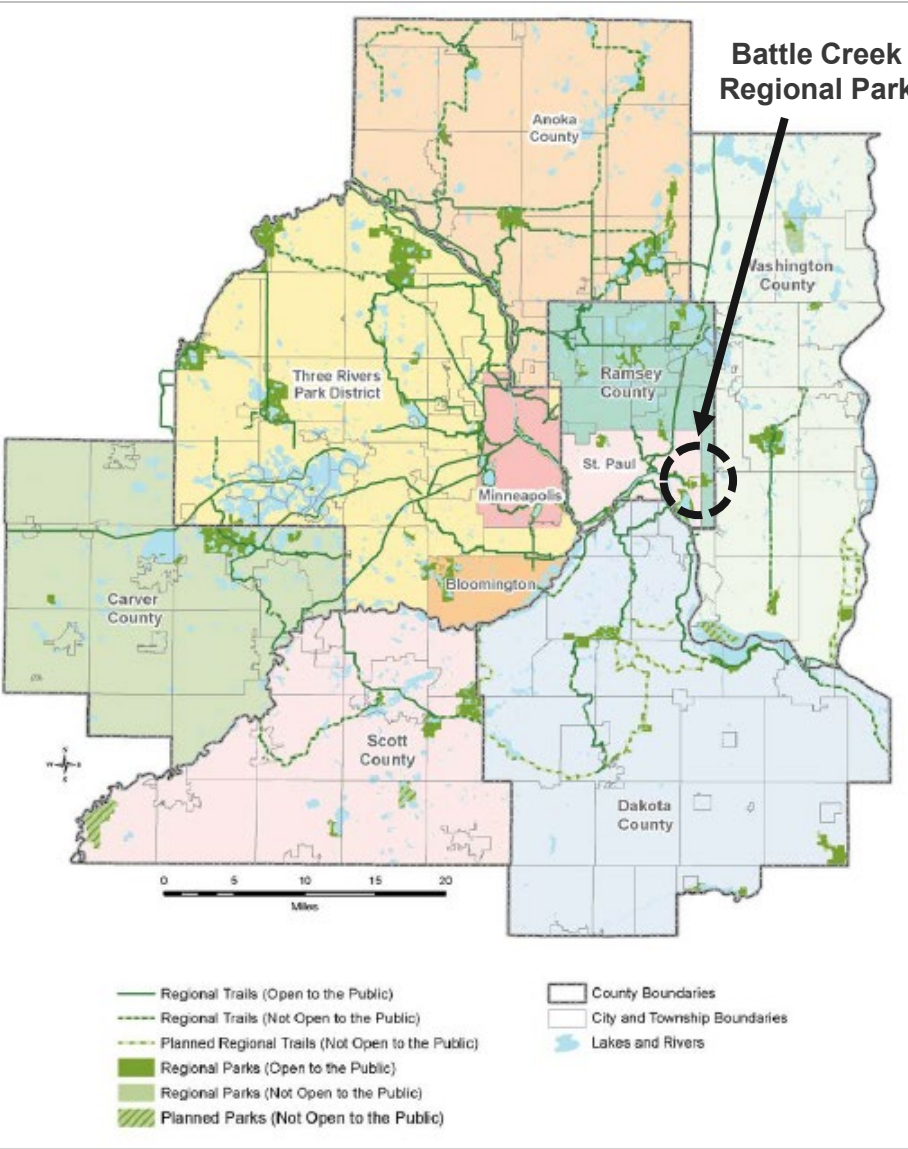 Battle Creek
Regional Park
Anoka
County
Washington
County
Three Rivers
Park District
Ramsey
County
St. Paul
Minneapolis
Bloomington
Carver
County
Scott
County
Dakota
County
N
W
E
S
0 5 10 15 20
Miles
Regional Trails (Open to the Public)
Regional Trails (Not Open to the Public)
Planned Regional Trails (Not Open to the Public)
Regional Parks (Open to the Public)
Regional Parks (Not Open to the Public)
Planned Parks (Not Open to the Public)
County Boundaries
City and Township Boundaries
Lakes and Rivers